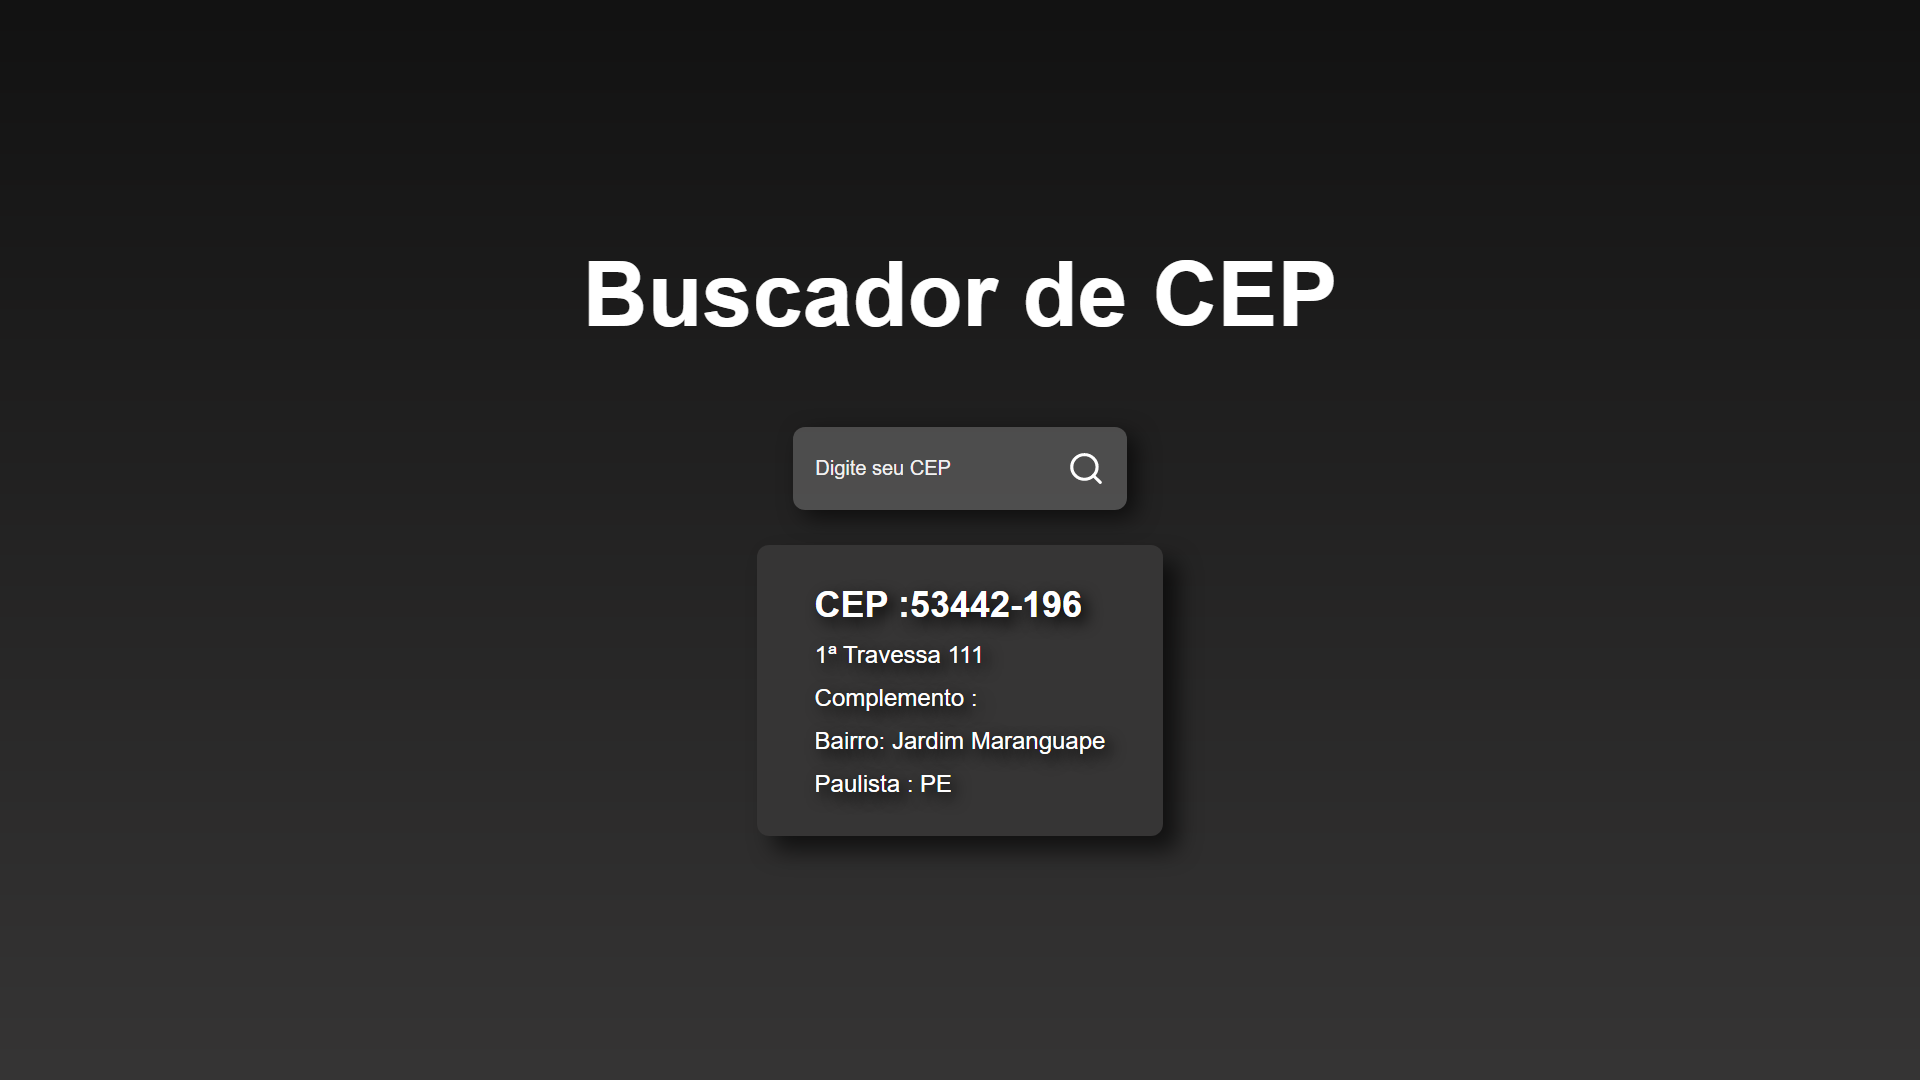 Buscador de CEP
Digite seu CEP
CEP :53442-196
1ª Travessa 111
Complemento :
Bairro: Jardim Maranguape
Paulista : PE